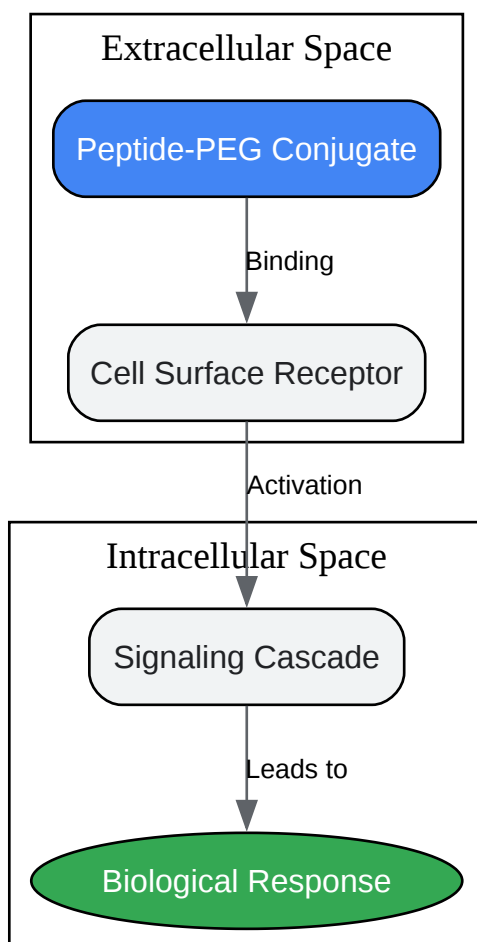 Extracellular Space
Peptide-PEG Conjugate
Binding
Cell Surface Receptor
Activation
Intracellular Space
Signaling Cascade
Leads to
Biological Response